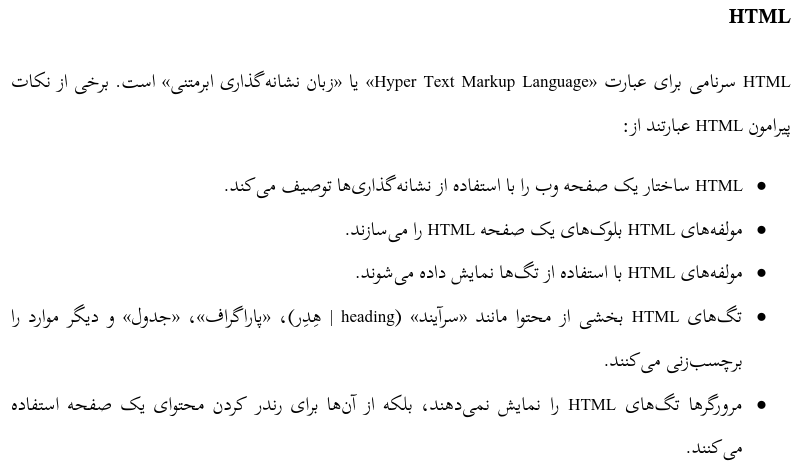 HTML
HTML سرنامی برای عبارت «Hyper Text Markup Language» یا «زبان نشانه‌گذاری ابرمتنی» است. برخی از نکات
پیرامون HTML عبارتند از:
● HTML ساختار یک صفحه وب را با استفاده از نشانه‌گذاری‌ها توصیف می‌کند.
● مولفه‌های HTML بلوک‌های یک صفحه HTML را می‌سازند.
● مولفه‌های HTML با استفاده از تگ‌ها نمایش داده می‌شوند.
● تگ‌های HTML بخشی از محتوا مانند «سرآیند» (heading | هِدِر)، «پاراگراف»، «جدول» و دیگر موارد را
برچسب‌زنی می‌کنند.
● مرورگرها تگ‌های HTML را نمایش نمی‌دهند، بلکه از آن‌ها برای رندر کردن محتوای یک صفحه استفاده
می‌کنند.